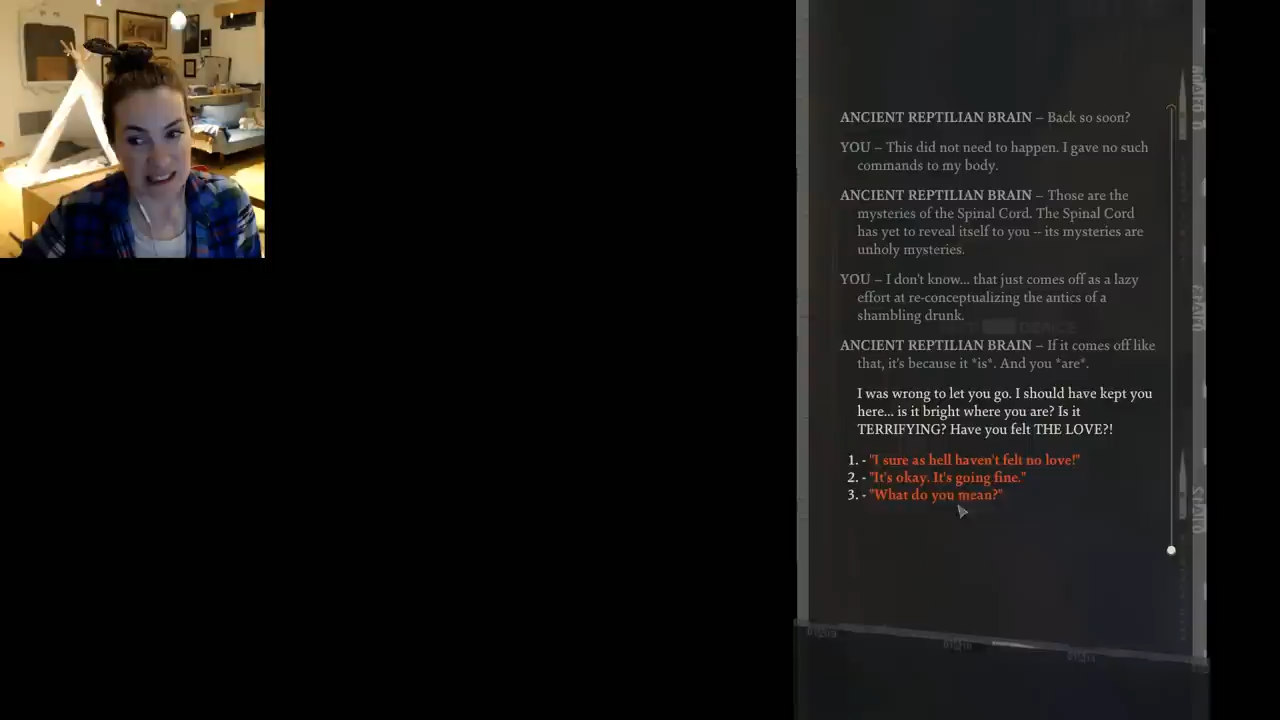 ANCIENT REPTILIAN BRAIN – Back so soon?
YOU – This did not need to happen. I gave no such
commands to my body.
ANCIENT REPTILIAN BRAIN – Those are the
mysteries of the Spinal Cord. The Spinal Cord
has yet to reveal itself to you – its mysteries are
unholy mysteries.
YOU – I don't know... that just comes off as a lazy
effort at re-conceptualizing the antics of a
shambling drunk.
ANCIENT REPTILIAN BRAIN – If it comes off like
that, it's because it *is*. And you *are*.
I was wrong to let you go. I should have kept you
here... is it bright where you are? Is it
TERRIFYING? Have you felt THE LOVE?!
1. - "I sure as hell haven't felt no love!"
2. - "It's okay. It's going fine."
3. - "What do you mean?"